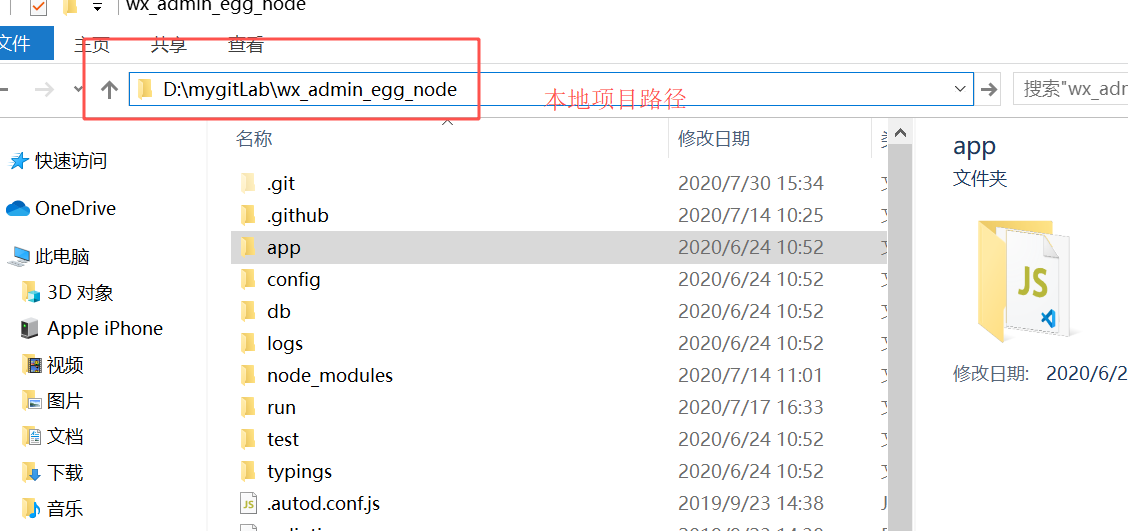 wx_admin_egg_node
文件 主页 共享 查看
D:\mygitLab\wx_admin_egg_node
搜索"wx_adn
本地项目路径
名称 修改日期
快速访问
OneDrive
此电脑
3D 对象
Apple iPhone
视频
图片
文档
下载
音乐
.git 2020/7/30 15:34
.github 2020/7/14 10:25
app 2020/6/24 10:52
config 2020/6/24 10:52
db 2020/6/24 10:52
logs 2020/6/24 10:52
node_modules 2020/7/14 11:01
run 2020/7/17 16:33
test 2020/6/24 10:52
typings 2020/6/24 10:52
.autod.conf.js 2019/9/23 14:38
app
文件夹
JS
修改日期: 2020/6/2